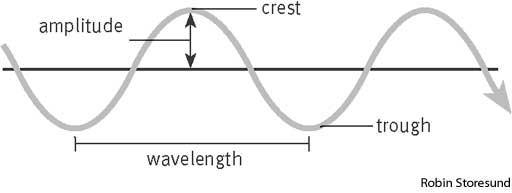 crest
amplitude
trough
wavelength
Robin Storesund